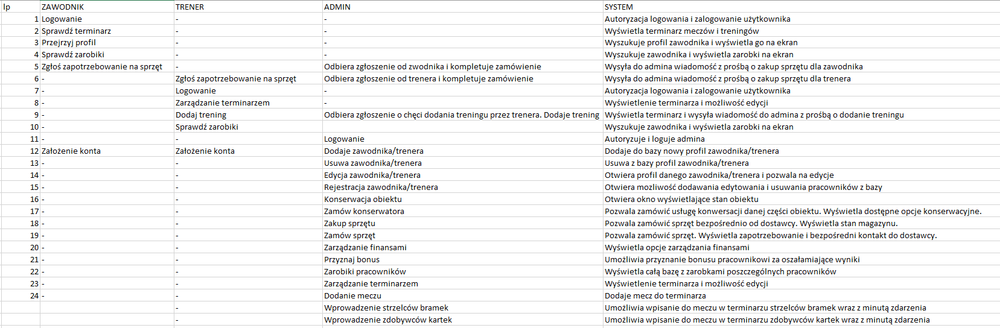 lp ZAWODNIK TRENER ADMIN SYSTEM
1 Logowanie - - Autoryzacja logowania i zalogowanie użytkownika
2 Sprawdź terminarz - - Wyświetla terminarz meczów i treningów
3 Przejrzyj profil - - Wyszukuje profil zawodnika i wyświetla go na ekran
4 Sprawdź zarobiki - - Wyszukuje zawodnika i wyświetla zarobki na ekran
5 Zgłoś zapotrzebowanie na sprzęt - Odbiera zgłoszenie od zwodnika i kompletuje zamówienie Wysyła do admina wiadomość z prośbą o zakup sprzętu dla zawodnika
6 - Zgłoś zapotrzebowanie na sprzęt Odbiera zgłoszenie od trenera i kompletuje zamówienie Wysyła do admina wiadomość z prośbą o zakup sprzętu dla trenera
7 - Logowanie - Autoryzacja logowania i zalogowanie użytkownika
8 - Zarządzanie terminarzem - Wyświetlenie terminarza i możliwość edycji
9 - Dodaj trening Odbiera zgłoszenie o chęci dodania treningu przez trenera. Dodaje trening Wyświetla terminarz i wysyła wiadomość do admina z prośbą o dodanie treningu
10 - Sprawdź zarobiki Wyszukuje zawodnika i wyświetla zarobki na ekran
11 - - Logowanie Autoryzuje i loguje admina
12 Założenie konta Założenie konta Dodaje zawodnika/trenera Dodaje do bazy nowy profil zawodnika/trenera
13 - - Usuwa zawodnika/trenera Usuwa z bazy profil zawodnika/trenera
14 - - Edycja zawodnika/trenera Otwiera profil danego zawodnika/trenera i pozwala na edycje
15 - - Rejestracja zawodnika/trenera Otwiera mozliwość dodawania edytowania i usuwania pracowników z bazy
16 - - Konserwacja obiektu Otwiera okno wyświetlające stan obiektu
17 - - Zamów konserwatora Pozwala zamówić usługę konwersacji danej części obiektu. Wyświetla dostępne opcje konserwacyjne.
18 - - Zakup sprzętu Pozwala zamówić sprzęt bezpośrednio od dostawcy. Wyświetla stan magazynu.
19 - - Zamów sprzęt Pozwala zamówić sprzęt. Wyświetla zapotrzebowanie i bezpośredni kontakt do dostawcy.
20 - - Zarządzanie finansami Wyświetla opcje zarządzania finansami
21 - - Przyznaj bonus Umożliwia przyznanie bonusu pracownikowi za oszałamiające wyniki
22 - - Zarobiki pracowników Wyświetla całą bazę z zarobkami poszczególnych pracowników
23 - - Zarządzanie terminarzem Wyświetlenie terminarza i możliwość edycji
24 - - Dodanie meczu Dodaje mecz do terminarza
- Wprowadzenie strzelców bramek Umożliwia wpisanie do meczu w terminarzu strzelców bramek wraz z minutą zdarzenia
- Wprowadzenie zdobywców kartek Umożliwia wpisanie do meczu w terminarzu zdobywców kartek wraz z minutą zdarzenia